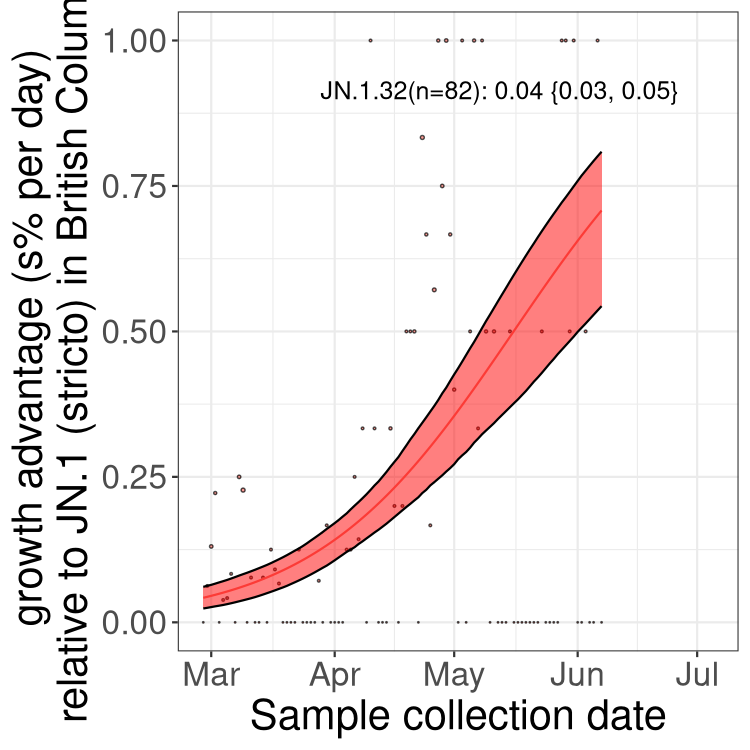 growth advantage (s% per day)
relative to JN.1 (stricto) in British Colum
1.00
0.75
0.50
0.25
0.00
JN.1.32(n=82): 0.04 {0.03, 0.05}
Mar Apr May Jun Jul
Sample collection date